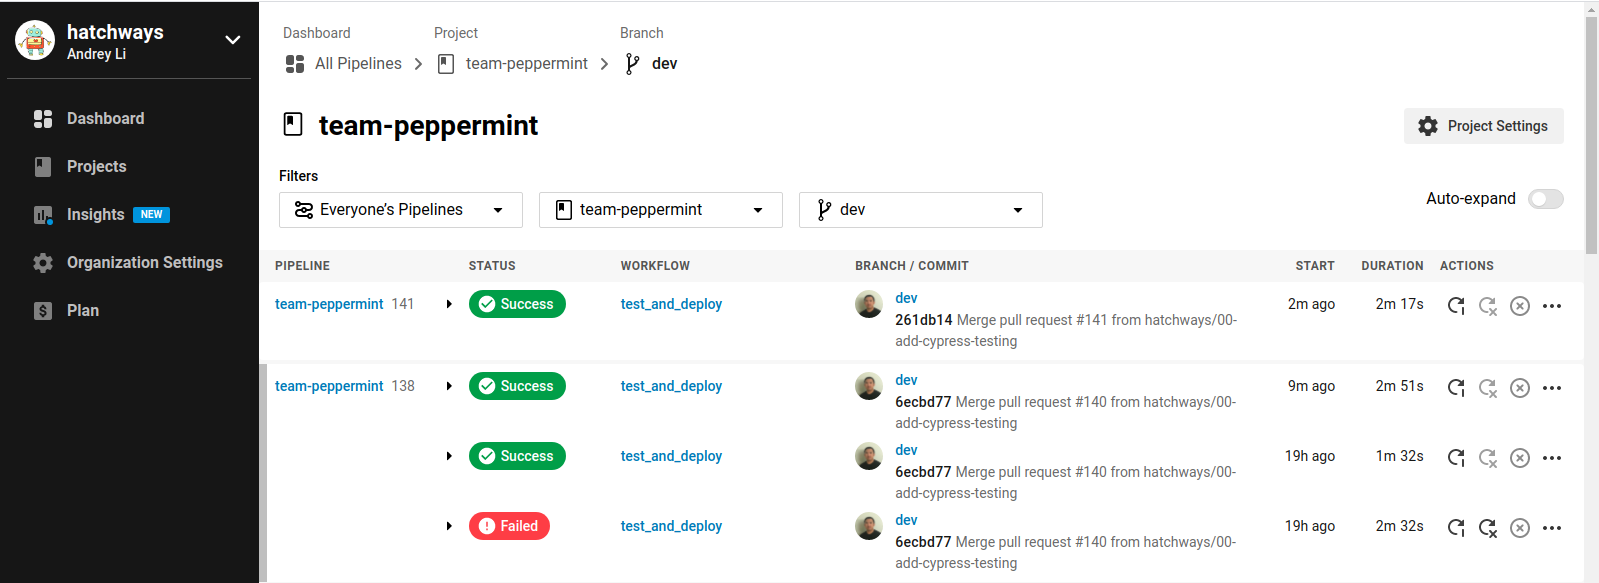 hatchways
Andrey Li
Dashboard
Projects
Insights NEW
Organization Settings
Plan
Dashboard Project Branch
All Pipelines team-peppermint dev
team-peppermint
Project Settings
Filters
Everyone’s Pipelines team-peppermint dev
Auto-expand
PIPELINE STATUS WORKFLOW BRANCH / COMMIT START DURATION ACTIONS
team-peppermint 141 Success test_and_deploy dev 2m ago 2m 17s
261db14 Merge pull request #141 from hatchways/00-
add-cypress-testing
team-peppermint 138 Success test_and_deploy dev 9m ago 2m 51s
6ecbd77 Merge pull request #140 from hatchways/00-
add-cypress-testing
Success test_and_deploy dev 19h ago 1m 32s
6ecbd77 Merge pull request #140 from hatchways/00-
add-cypress-testing
Failed test_and_deploy dev 19h ago 2m 32s
6ecbd77 Merge pull request #140 from hatchways/00-
add-cypress-testing